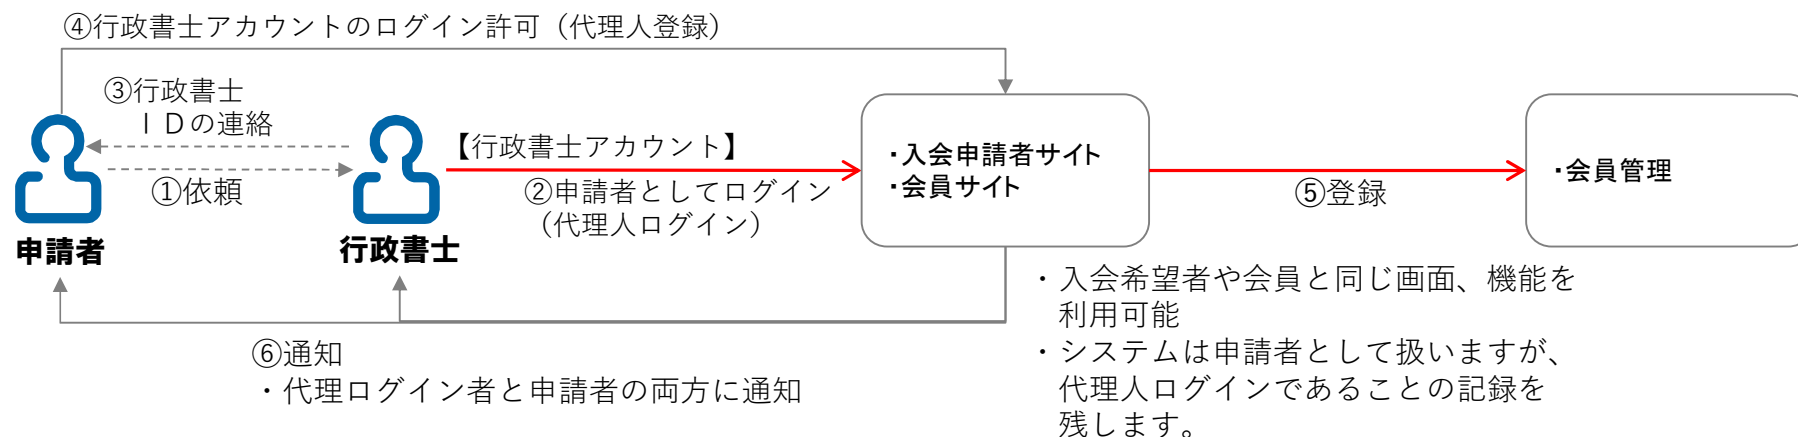 ④行政書士アカウントのログイン許可（代理人登録）
③行政書士
ＩＤの連絡
①依頼
申請者
行政書士
【行政書士アカウント】
②申請者としてログイン
（代理人ログイン）
・入会申請者サイト
・会員サイト
⑤登録
・会員管理
・入会希望者や会員と同じ画面、機能を
利用可能
・システムは申請者として扱いますが、
代理人ログインであることの記録を
残します。
⑥通知
・代理ログイン者と申請者の両方に通知